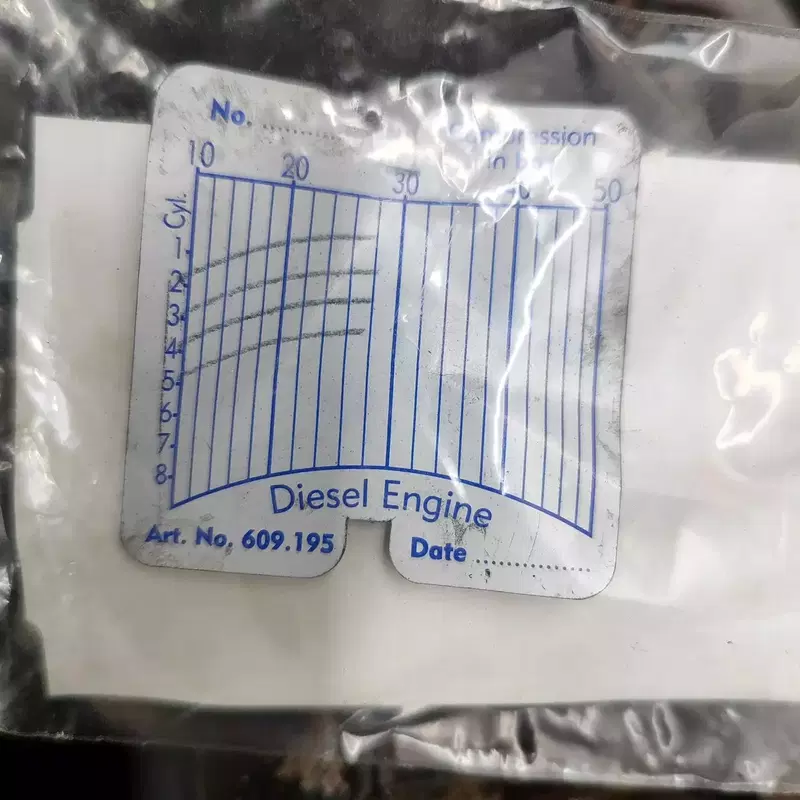 No. ..............
Compression
in bar
10 20 30 40 50
Cyl.
1
2
3
4
5
6
7
8
Diesel Engine
Art. No. 609.195
Date ..................